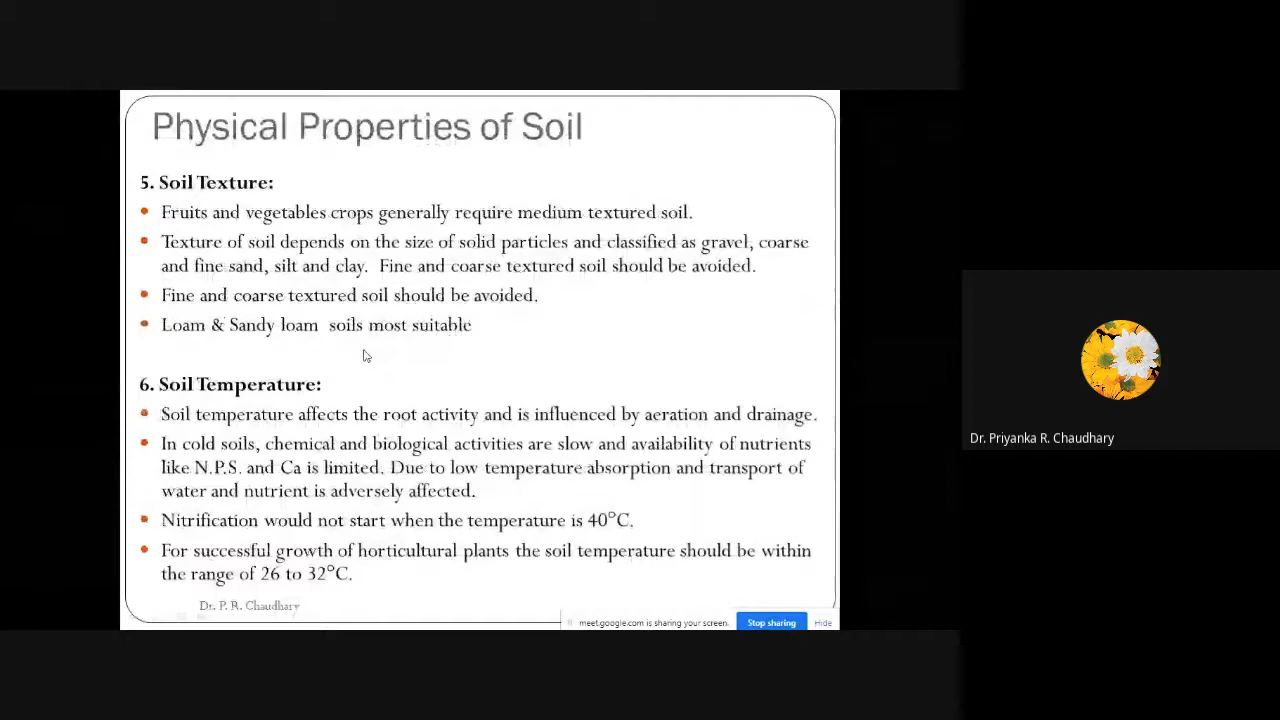 Physical Properties of Soil
5. Soil Texture:
Fruits and vegetables crops generally require medium textured soil.
Texture of soil depends on the size of solid particles and classified as gravel, coarse
and fine sand, silt and clay. Fine and coarse textured soil should be avoided.
Fine and coarse textured soil should be avoided.
Loam & Sandy loam soils most suitable
6. Soil Temperature:
Soil temperature affects the root activity and is influenced by aeration and drainage.
In cold soils, chemical and biological activities are slow and availability of nutrients
like N.P.S. and Ca is limited. Due to low temperature absorption and transport of
water and nutrient is adversely affected.
Nitrification would not start when the temperature is 40°C.
For successful growth of horticultural plants the soil temperature should be within
the range of 26 to 32°C.
Dr. P. R. Chaudhary
meet.google.com is sharing your screen.
Stop sharing
Hide
Dr. Priyanka R. Chaudhary